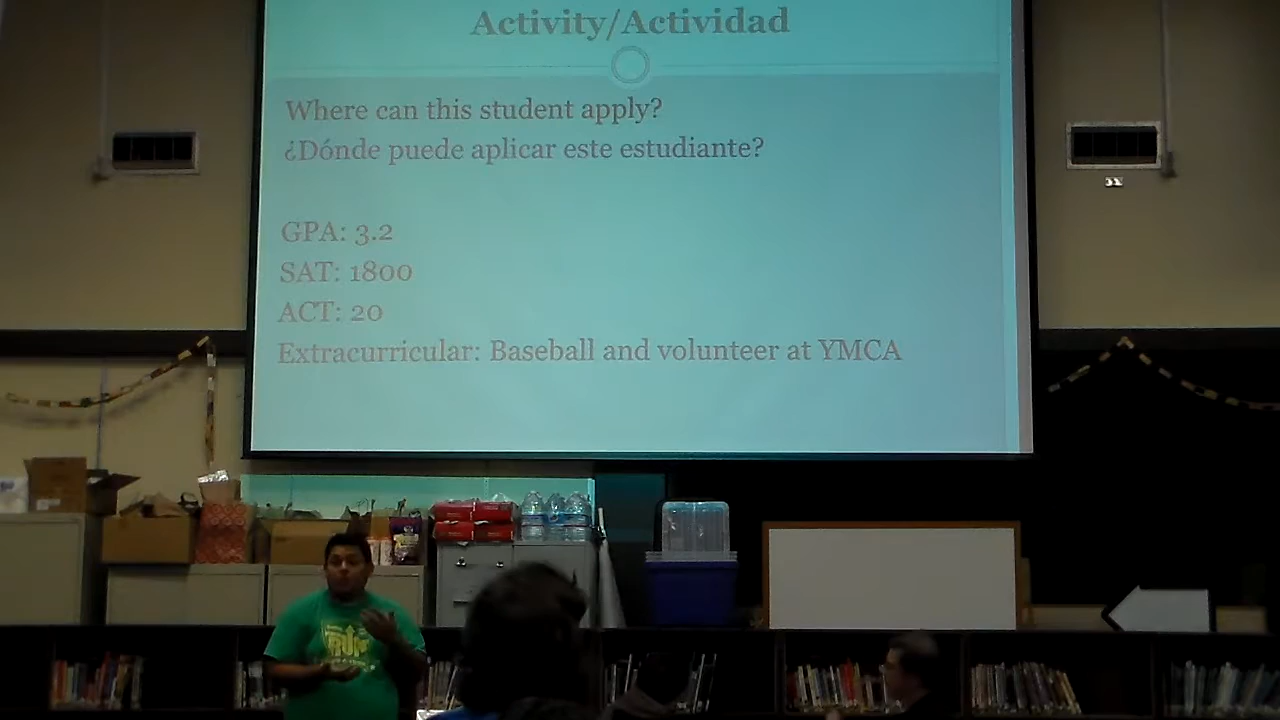 Activity/Actividad
Where can this student apply?
¿Dónde puede aplicar este estudiante?
GPA: 3.2
SAT: 1800
ACT: 20
Extracurricular: Baseball and volunteer at YMCA
RUN